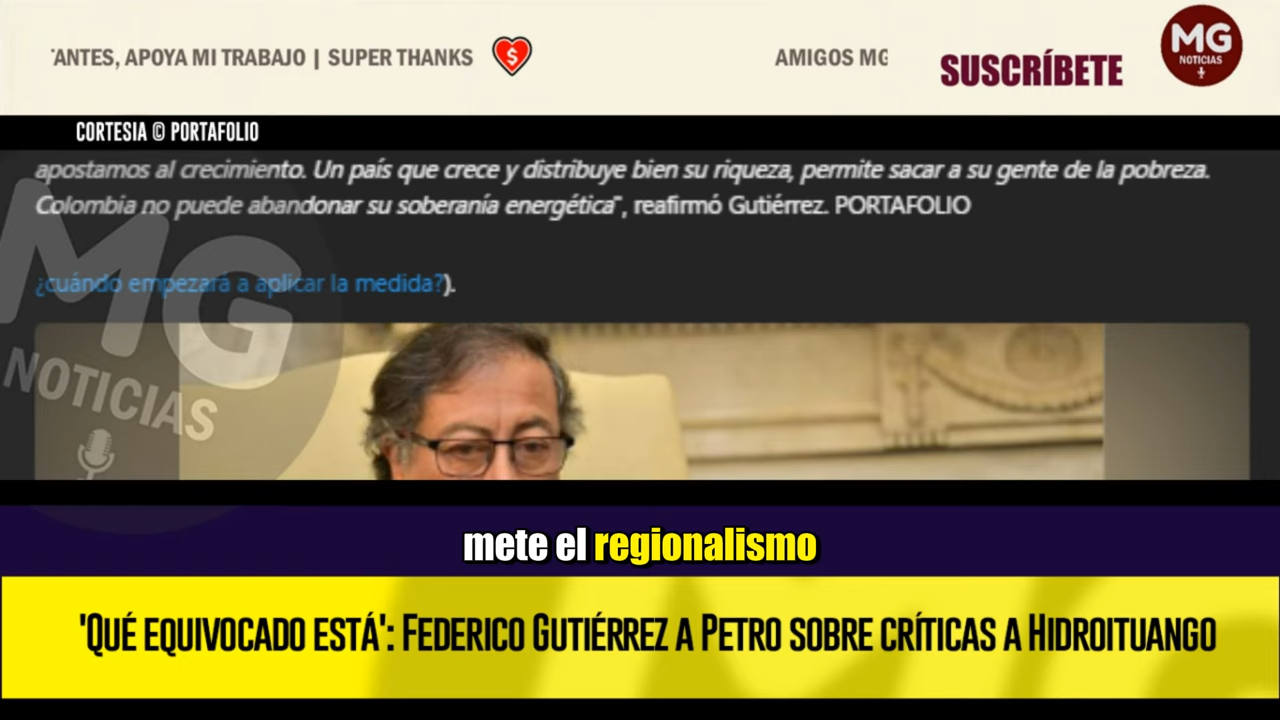 'ANTES, APOYA MI TRABAJO | SUPER THANKS
AMIGOS MG
SUSCRÍBETE
MG
NOTICIAS
CORTESIA © PORTAFOLIO
apostamos al crecimiento. Un país que crece y distribuye bien su riqueza, permite sacar a su gente de la pobreza.
Colombia no puede abandonar su soberanía energética", reafirmó Gutiérrez. PORTAFOLIO
¿cuándo empezará a aplicar la medida?).
MG
NOTICIAS
mete el regionalismo
'QUÉ EQUIVOCADO ESTÁ': FEDERICO GUTIÉRREZ A PETRO SOBRE CRÍTICAS A HIDROITUANGO